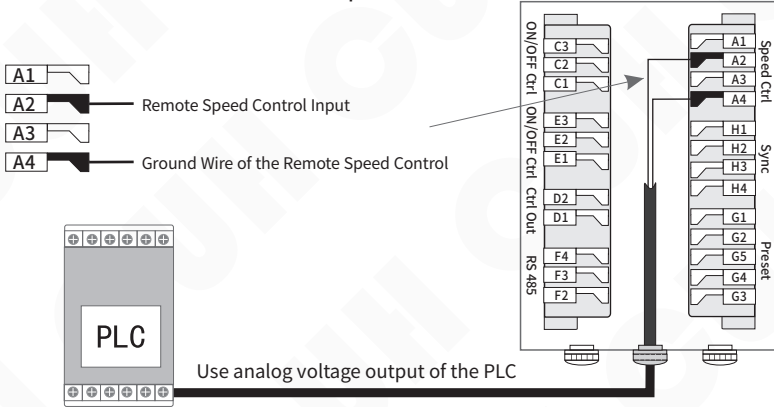 A1
A2 Remote Speed Control Input
A3
A4 Ground Wire of the Remote Speed Control
PLC
Use analog voltage output of the PLC
ON/OFF Ctrl
C3
C2
C1
ON/OFF Ctrl
E3
E2
E1
Ctrl Out
D2
D1
RS 485
F4
F3
F2
Speed Ctrl
A1
A2
A3
A4
Sync
H1
H2
H3
H4
Preset
G1
G2
G5
G4
G3